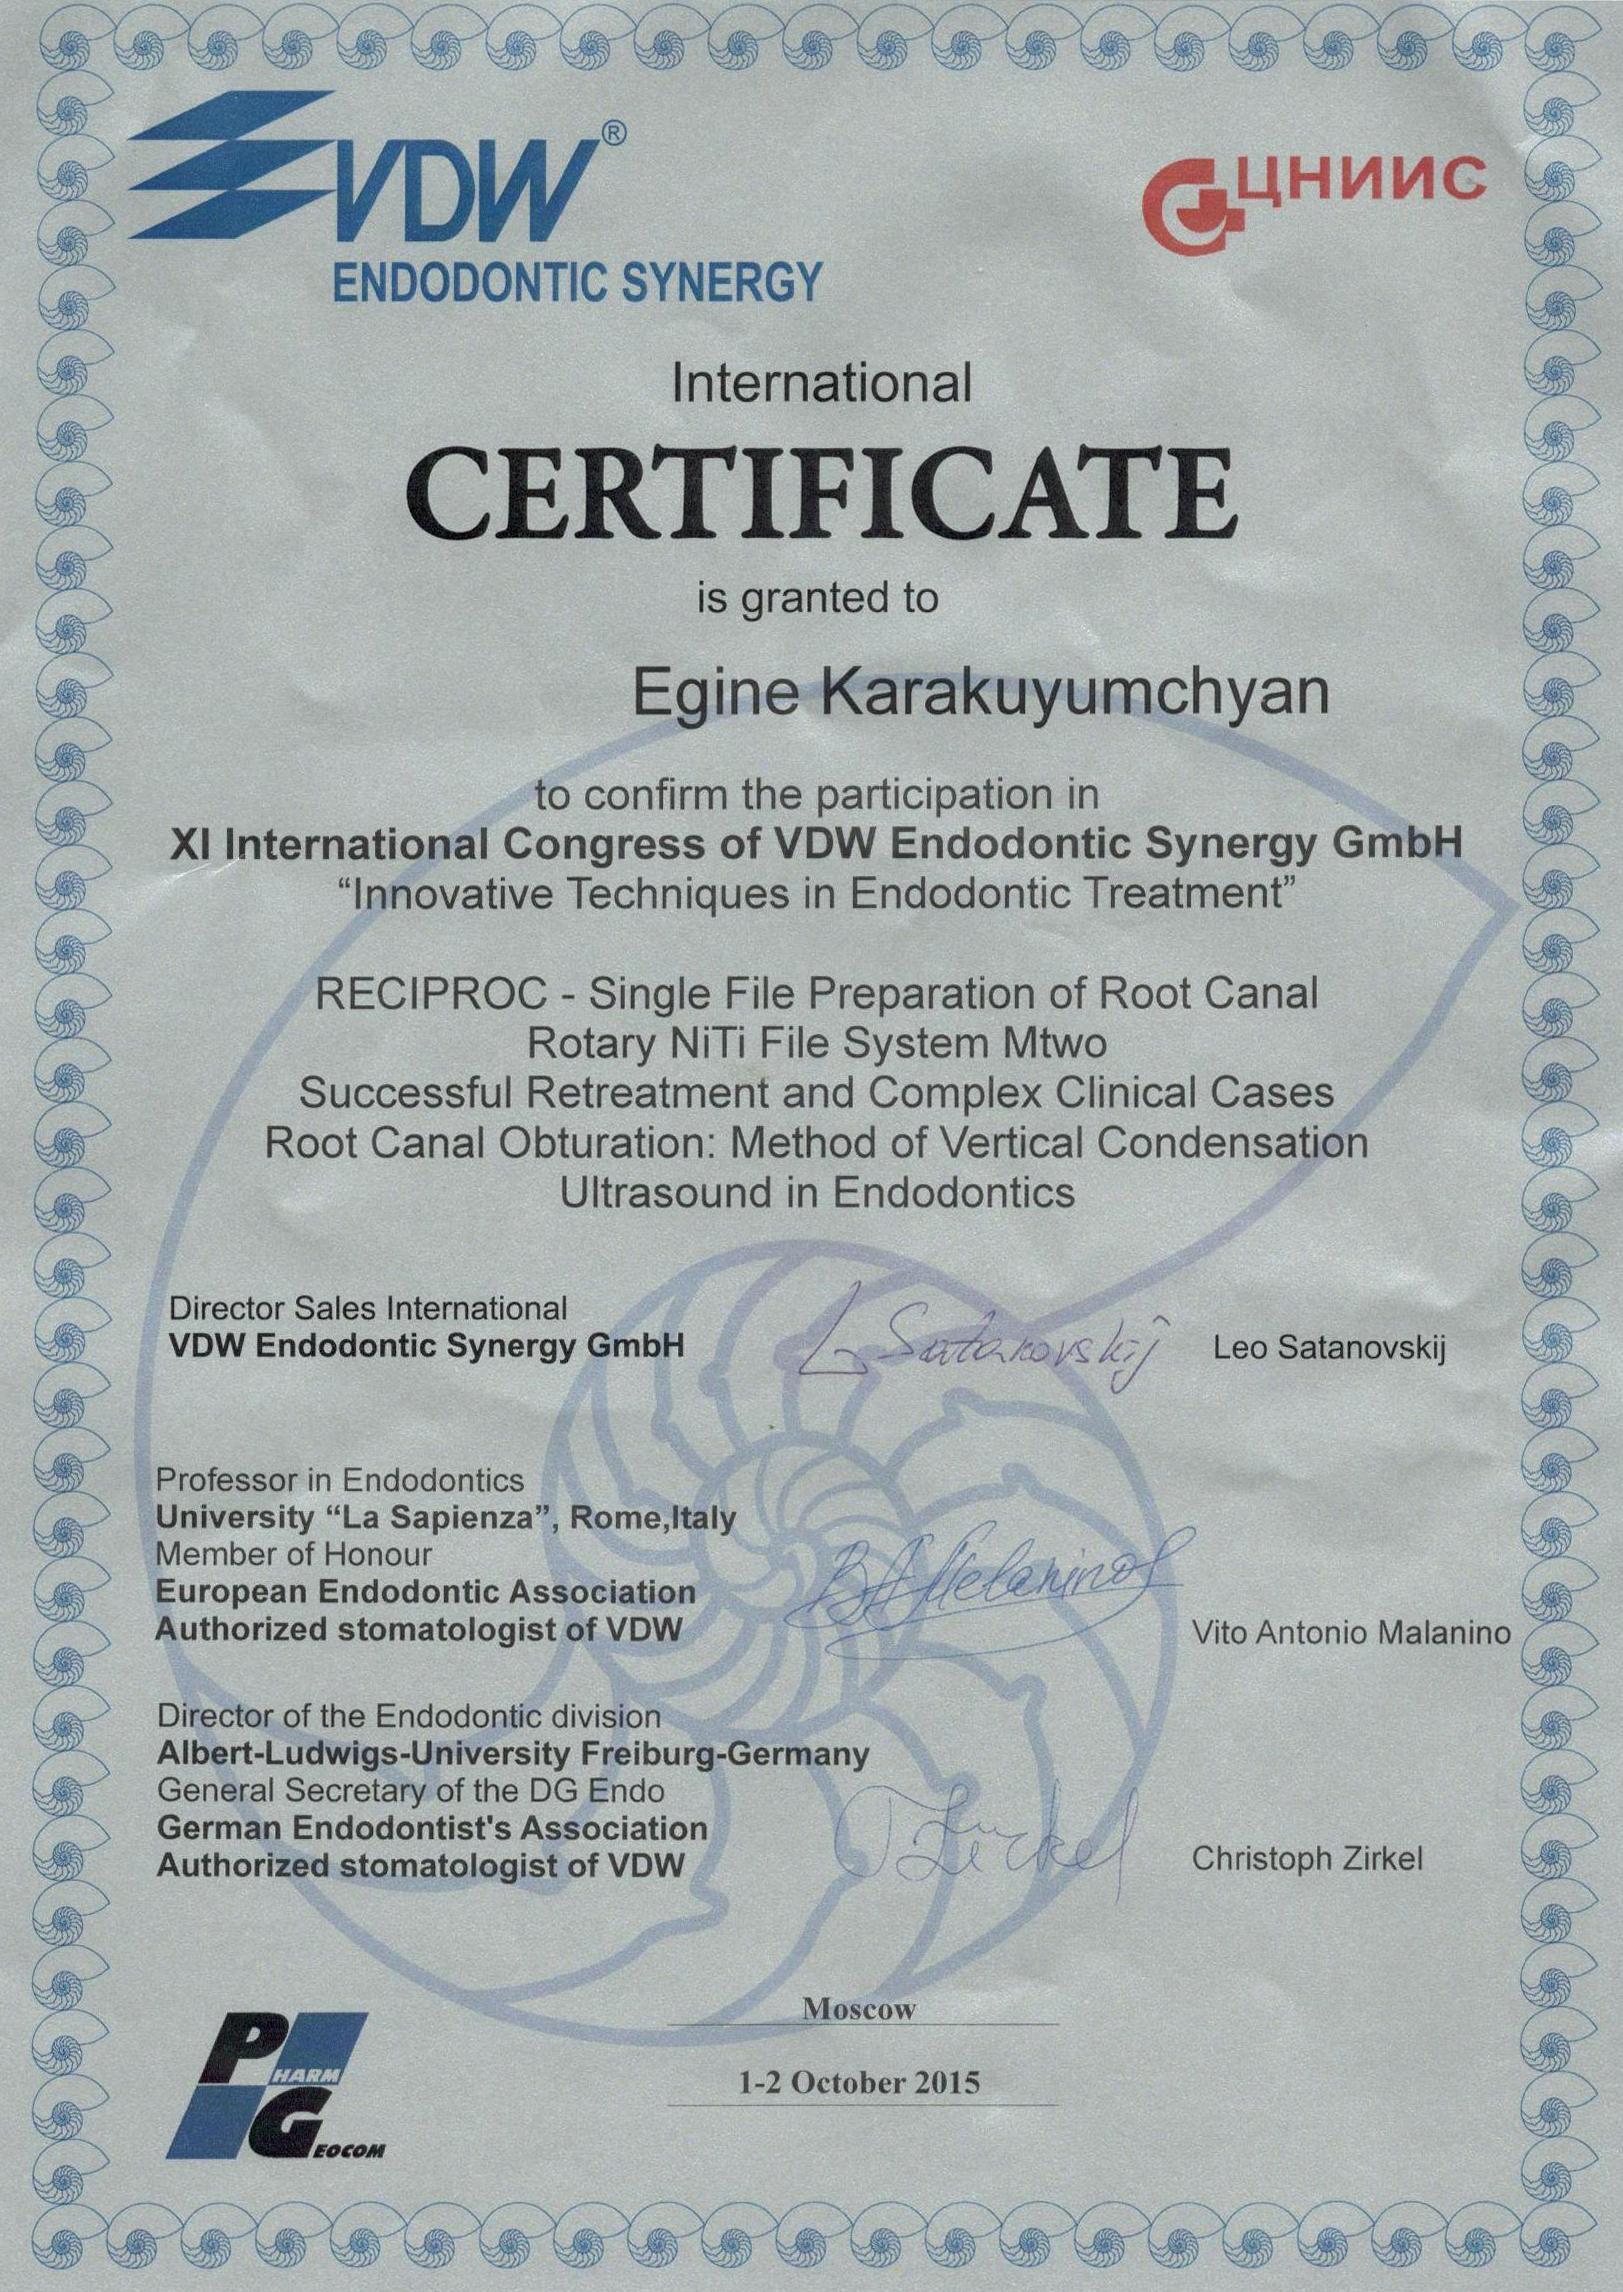 VDW®
ЦНИИС
ENDODONTIC SYNERGY
International
CERTIFICATE
is granted to
Egine Karakuyumchyan
to confirm the participation in
XI International Congress of VDW Endodontic Synergy GmbH
“Innovative Techniques in Endodontic Treatment”
RECIPROC - Single File Preparation of Root Canal
Rotary NiTi File System Mtwo
Successful Retreatment and Complex Clinical Cases
Root Canal Obturation: Method of Vertical Condensation
Ultrasound in Endodontics
Director Sales International
VDW Endodontic Synergy GmbH
L Satanovskij
Leo Satanovskij
Professor in Endodontics
University “La Sapienza”, Rome,Italy
Member of Honour
European Endodontic Association
Authorized stomatologist of VDW
Vito Antonio Malanino
Director of the Endodontic division
Albert-Ludwigs-University Freiburg-Germany
General Secretary of the DG Endo
German Endodontist's Association
Authorized stomatologist of VDW
Zirkel
Christoph Zirkel
Moscow
1-2 October 2015
PHARM
GEOCOM